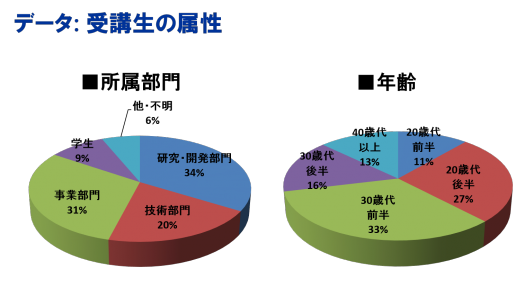 データ: 受講生の属性
■所属部門
他・不明
6%
学生
9%
研究・開発部門
34%
事業部門
31%
技術部門
20%
■年齢
40歳代
以上
13%
20歳代
前半
11%
30歳代
後半
16%
20歳代
後半
27%
30歳代
前半
33%